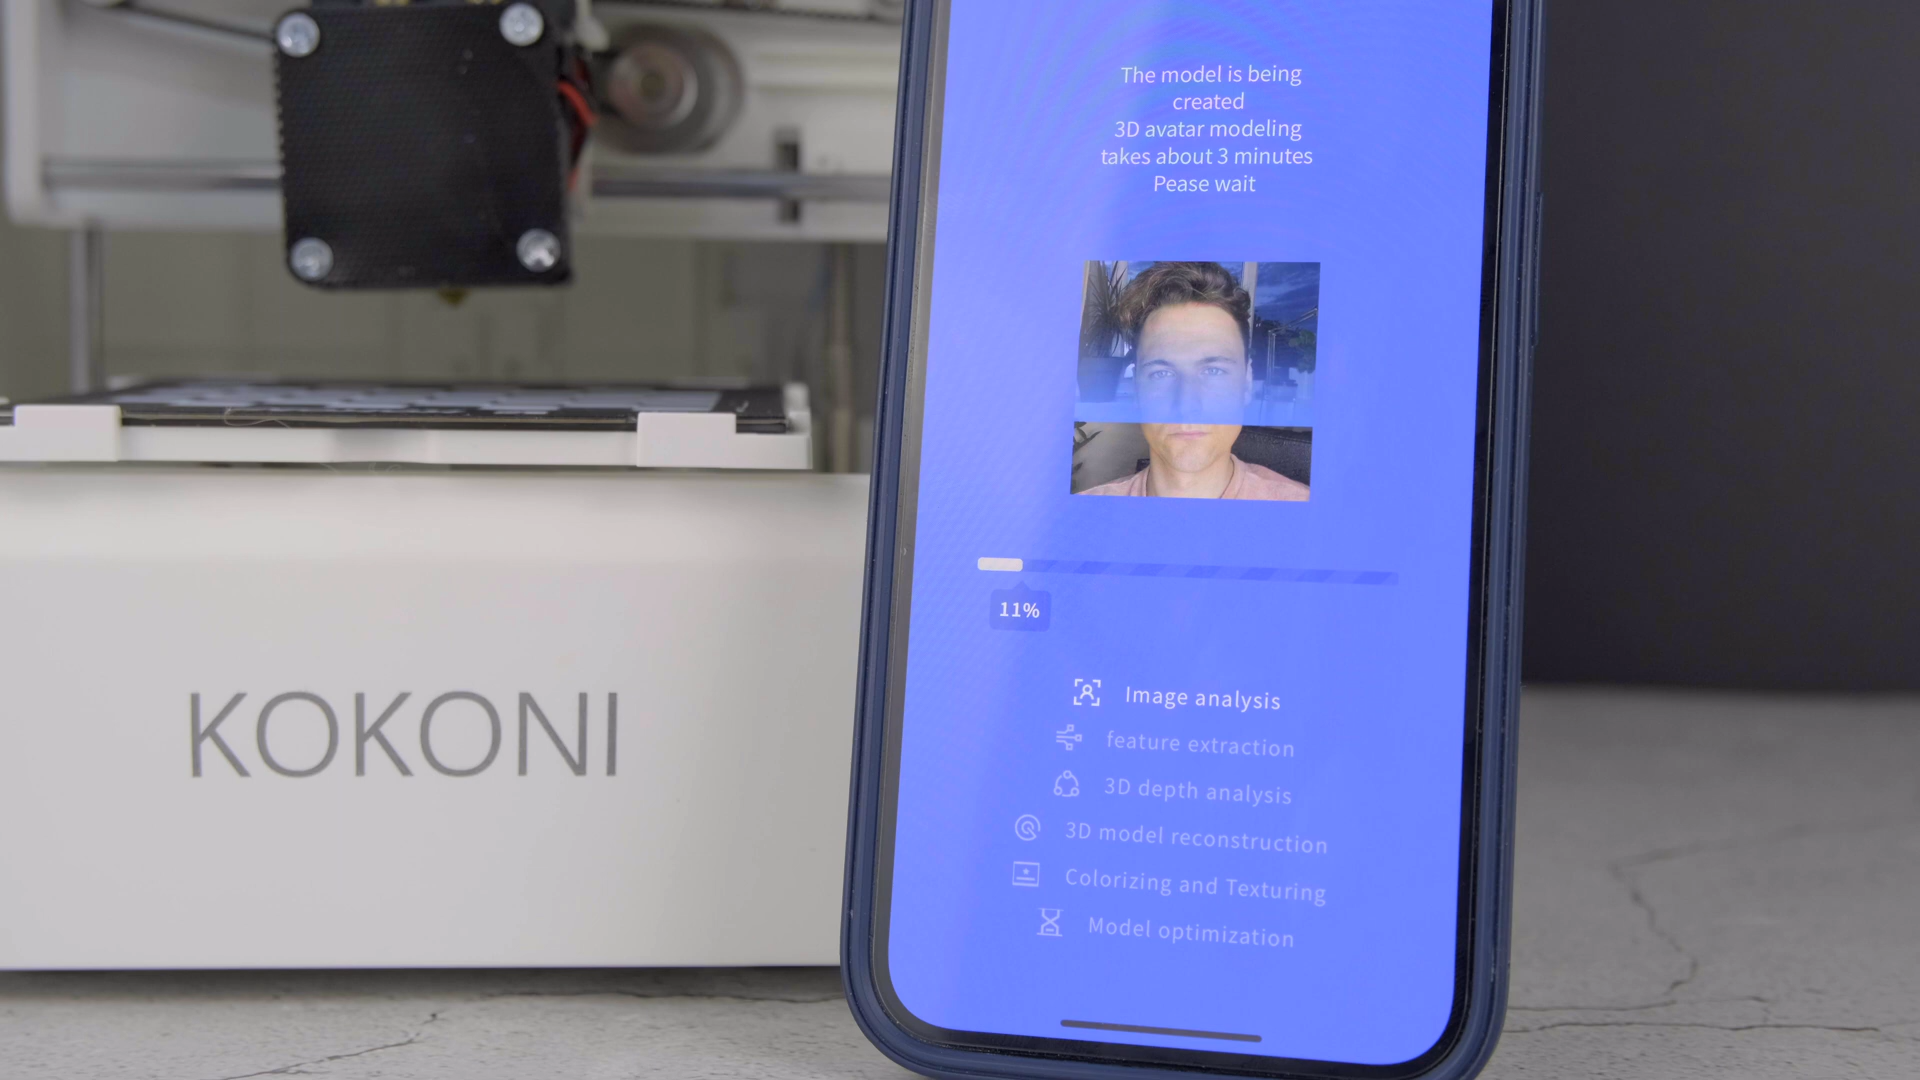 The model is being
created
3D avatar modeling
takes about 3 minutes
Pease wait
11%
Image analysis
feature extraction
3D depth analysis
3D model reconstruction
Colorizing and Texturing
Model optimization
KOKONI